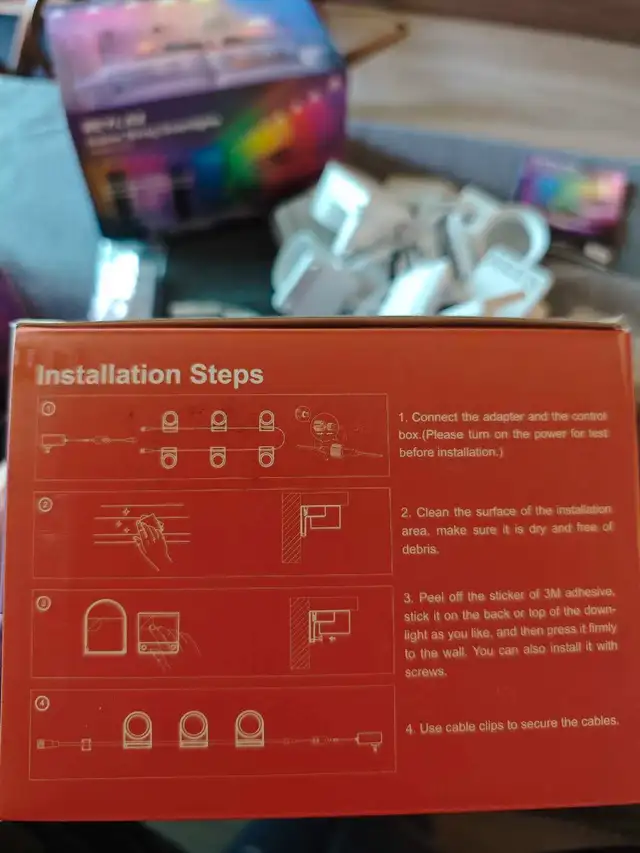 Installation Steps
1
1. Connect the adapter and the control
box.(Please turn on the power for test
before installation.)
2
2. Clean the surface of the installation
area, make sure it is dry and free of
debris.
3
3. Peel off the sticker of 3M adhesive,
stick it on the back or top of the down-
light as you like, and then press it firmly
to the wall. You can also install it with
screws.
4
4. Use cable clips to secure the cables.